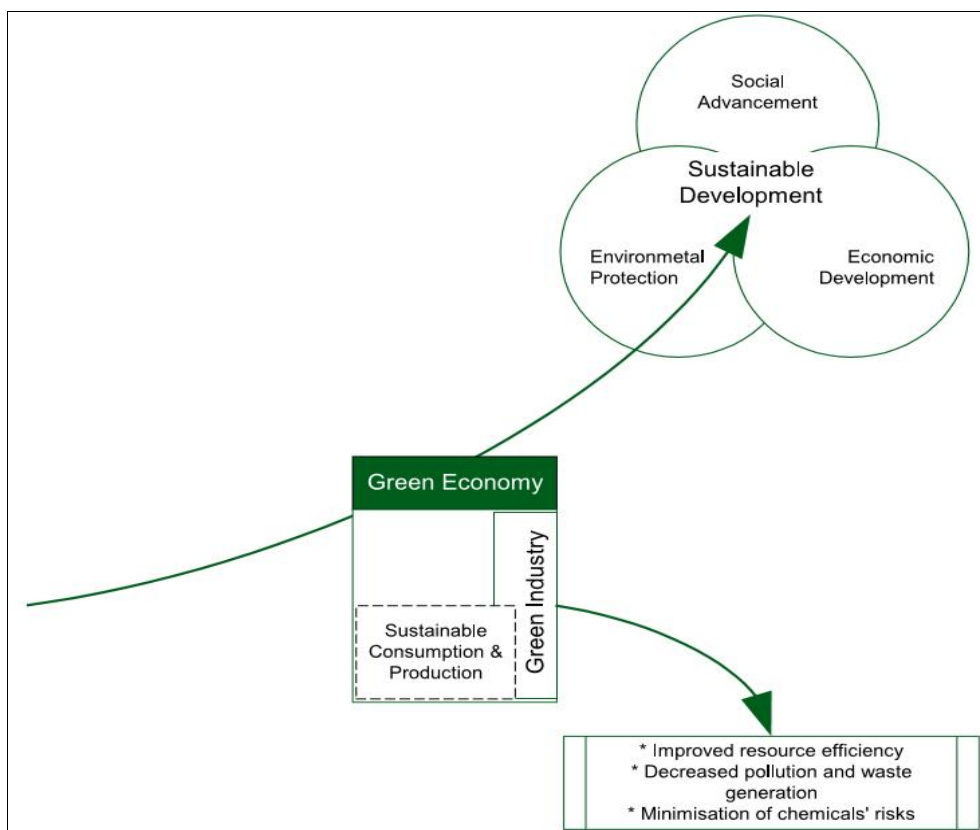 Social
Advancement
Sustainable
Development
Environmetal
Protection
Economic
Development
Green Economy
Green Industry
Sustainable
Consumption &
Production
* Improved resource efficiency
* Decreased pollution and waste
generation
* Minimisation of chemicals' risks